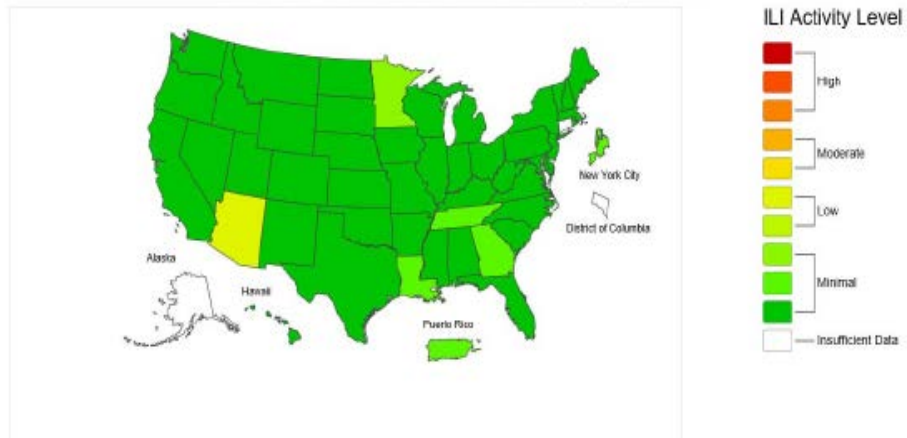 ILI Activity Level
High
Moderate
Low
Minimal
Insufficient Data
New York City
District of Columbia
Alaska
Hawaii
Puerto Rico